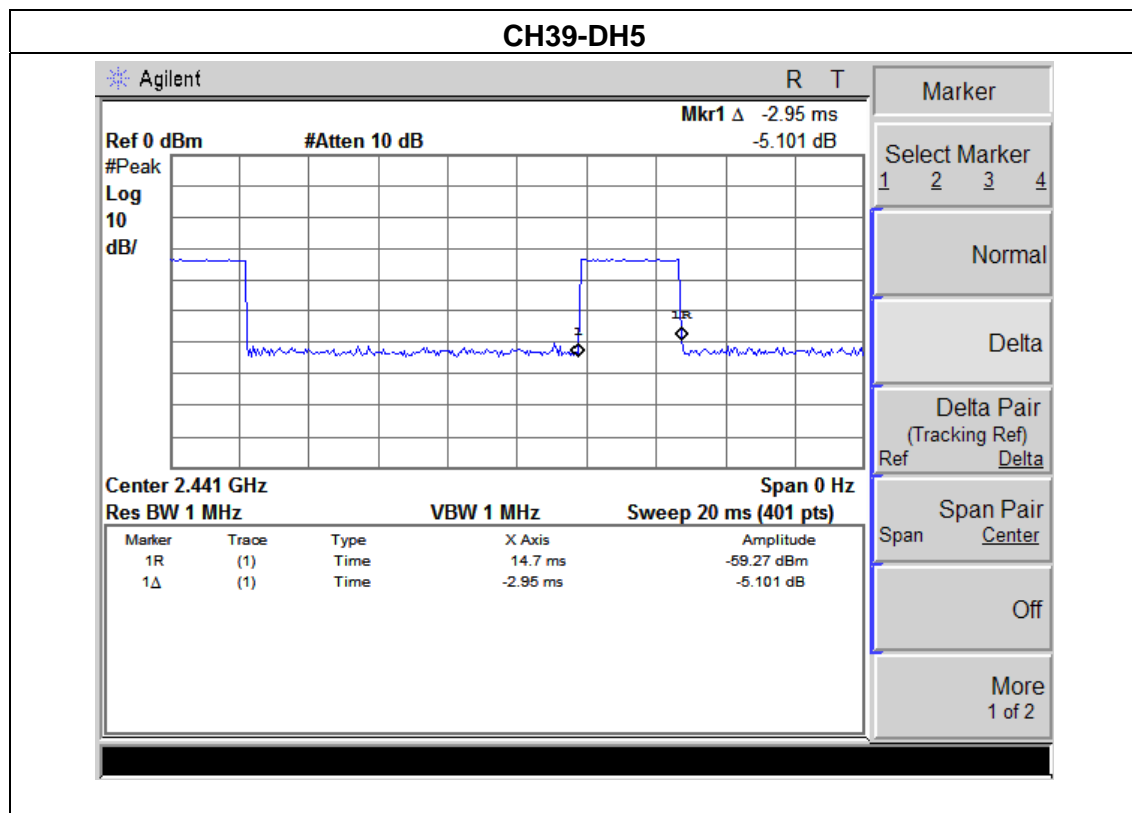 CH39-DH5
Agilent R T
Mkr1 Δ -2.95 ms
Ref 0 dBm #Atten 10 dB -5.101 dB
#Peak
Log
10
dB/
1R
1
Center 2.441 GHz Span 0 Hz
Res BW 1 MHz VBW 1 MHz Sweep 20 ms (401 pts)
Marker Trace Type X Axis Amplitude
1R (1) Time 14.7 ms -59.27 dBm
1Δ (1) Time -2.95 ms -5.101 dB
Marker
Select Marker
1 2 3 4
Normal
Delta
Delta Pair
(Tracking Ref)
Ref Delta
Span Pair
Span Center
Off
More
1 of 2